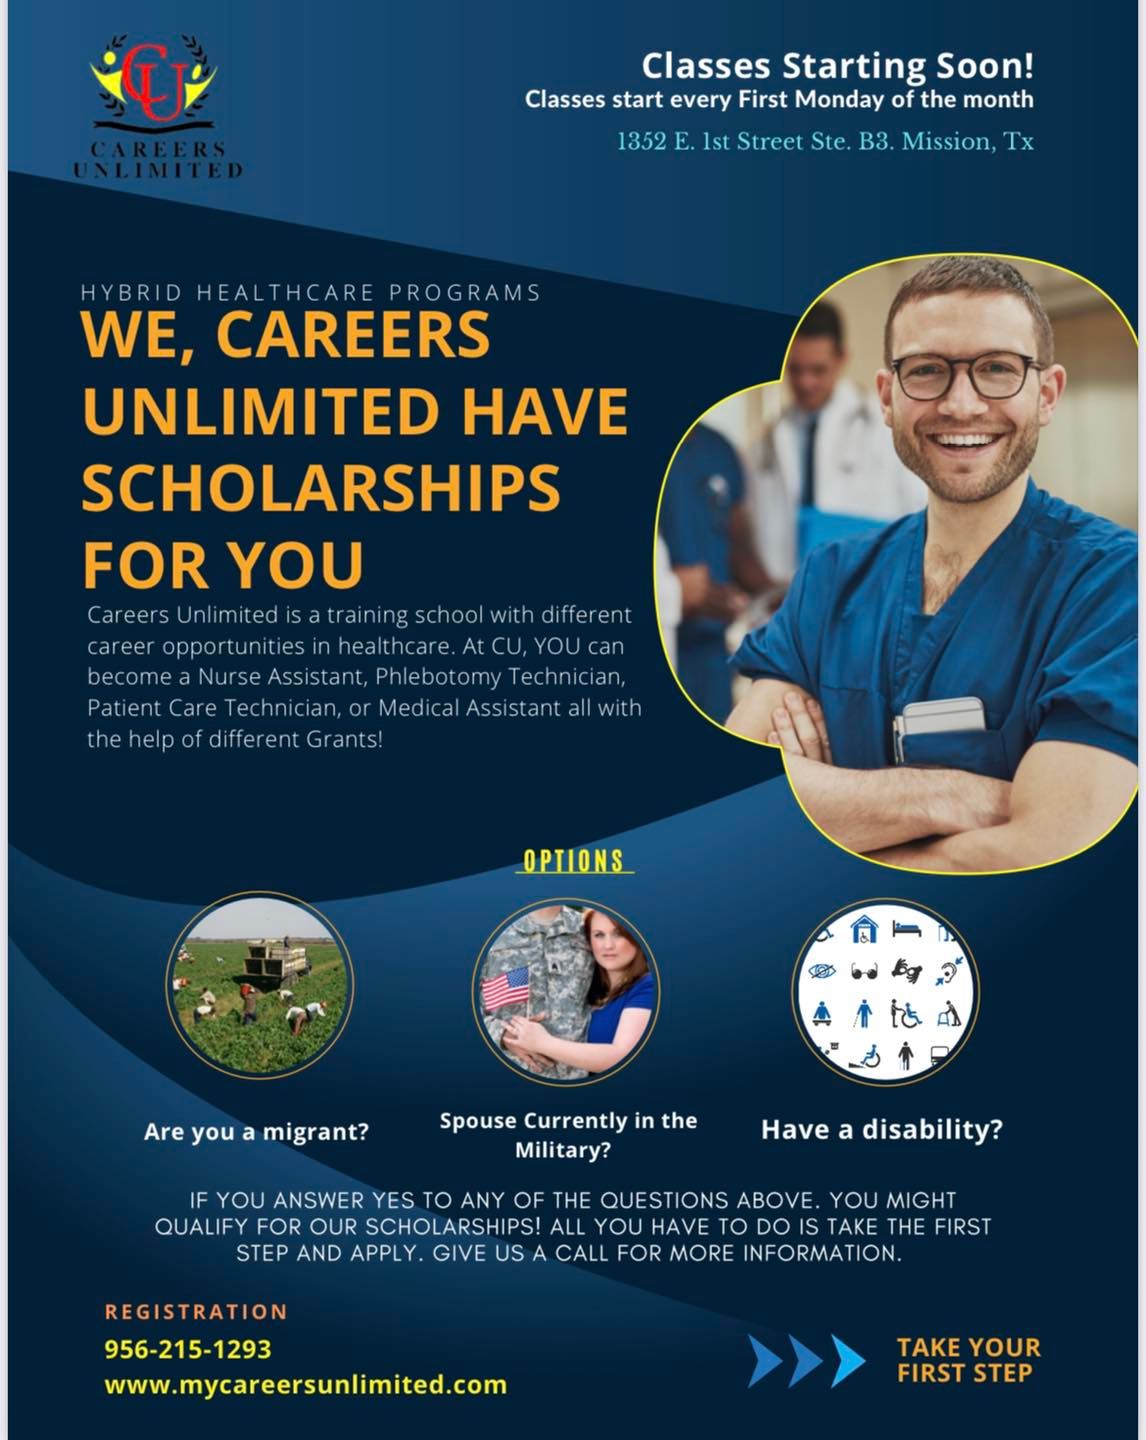 CU
CAREERS
UNLIMITED
Classes Starting Soon!
Classes start every First Monday of the month
1352 E. 1st Street Ste. B3. Mission, Tx
HYBRID HEALTHCARE PROGRAMS
WE, CAREERS
UNLIMITED HAVE
SCHOLARSHIPS
FOR YOU
Careers Unlimited is a training school with different
career opportunities in healthcare. At CU, YOU can
become a Nurse Assistant, Phlebotomy Technician,
Patient Care Technician, or Medical Assistant all with
the help of different Grants!
OPTIONS
Are you a migrant?
Spouse Currently in the
Military?
Have a disability?
IF YOU ANSWER YES TO ANY OF THE QUESTIONS ABOVE. YOU MIGHT
QUALIFY FOR OUR SCHOLARSHIPS! ALL YOU HAVE TO DO IS TAKE THE FIRST
STEP AND APPLY. GIVE US A CALL FOR MORE INFORMATION.
REGISTRATION
956-215-1293
www.mycareersunlimited.com
TAKE YOUR
FIRST STEP